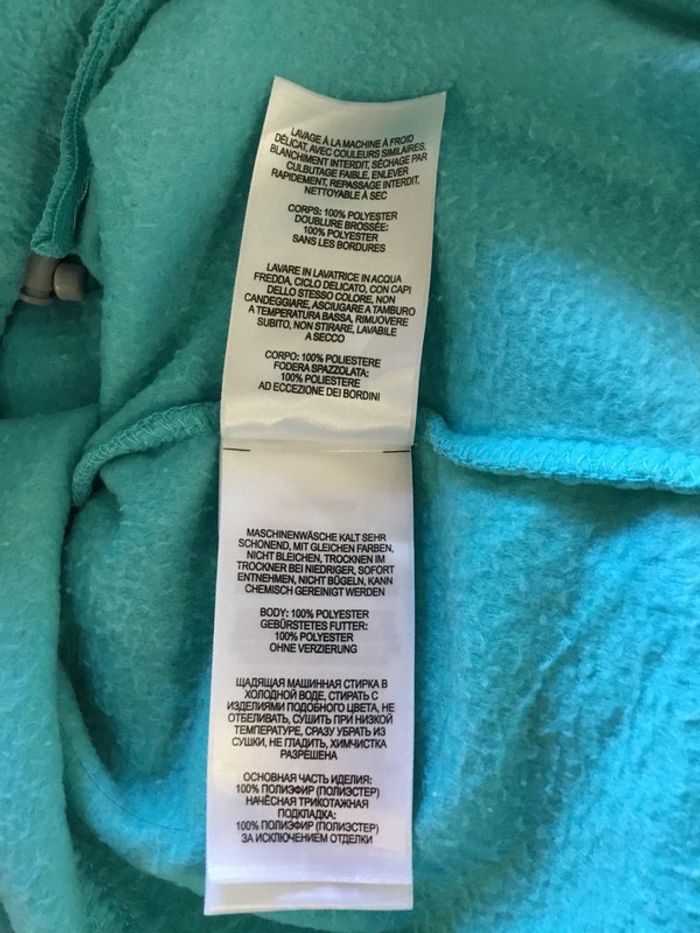 LAVAGE À LA MACHINE À FROID
DÉLICAT, AVEC COULEURS SIMILAIRES,
BLANCHIMENT INTERDIT, SÉCHAGE PAR
CULBUTAGE FAIBLE, ENLEVER
RAPIDEMENT, REPASSAGE INTERDIT,
NETTOYABLE À SEC
CORPS: 100% POLYESTER
DOUBLURE BROSSÉE:
100% POLYESTER
SANS LES BORDURES
LAVARE IN LAVATRICE IN ACQUA
FREDDA, CICLO DELICATO, CON CAPI
DELLO STESSO COLORE, NON
CANDEGGIARE, ASCIUGARE A TAMBURO
A TEMPERATURA BASSA, RIMUOVERE
SUBITO, NON STIRARE, LAVABILE
A SECCO
CORPO: 100% POLIESTERE
FODERA SPAZZOLATA:
100% POLIESTERE
AD ECCEZIONE DEI BORDINI
MASCHINENWÄSCHE KALT SEHR
SCHONEND, MIT GLEICHEN FARBEN,
NICHT BLEICHEN, TROCKNEN IM
TROCKNER BEI NIEDRIGER, SOFORT
ENTNEHMEN, NICHT BÜGELN, KANN
CHEMISCH GEREINIGT WERDEN
BODY: 100% POLYESTER
GEBÜRSTETES FUTTER:
100% POLYESTER
OHNE VERZIERUNG
ЩАДЯЩАЯ МАШИННАЯ СТИРКА В
ХОЛОДНОЙ ВОДЕ, СТИРАТЬ С
ИЗДЕЛИЯМИ ПОДОБНОГО ЦВЕТА, НЕ
ОТБЕЛИВАТЬ, СУШИТЬ ПРИ НИЗКОЙ
ТЕМПЕРАТУРЕ, СРАЗУ УБРАТЬ ИЗ
СУШКИ, НЕ ГЛАДИТЬ, ХИМЧИСТКА
РАЗРЕШЕНА
ОСНОВНАЯ ЧАСТЬ ИДЕЛИЯ:
100% ПОЛИЭФИР (ПОЛИЭСТЕР)
НАЧЁСНАЯ ТРИКОТАЖНАЯ
ПОДКЛАДКА:
100% ПОЛИЭФИР (ПОЛИЭСТЕР)
ЗА ИСКЛЮЧЕНИЕМ ОТДЕЛКИ